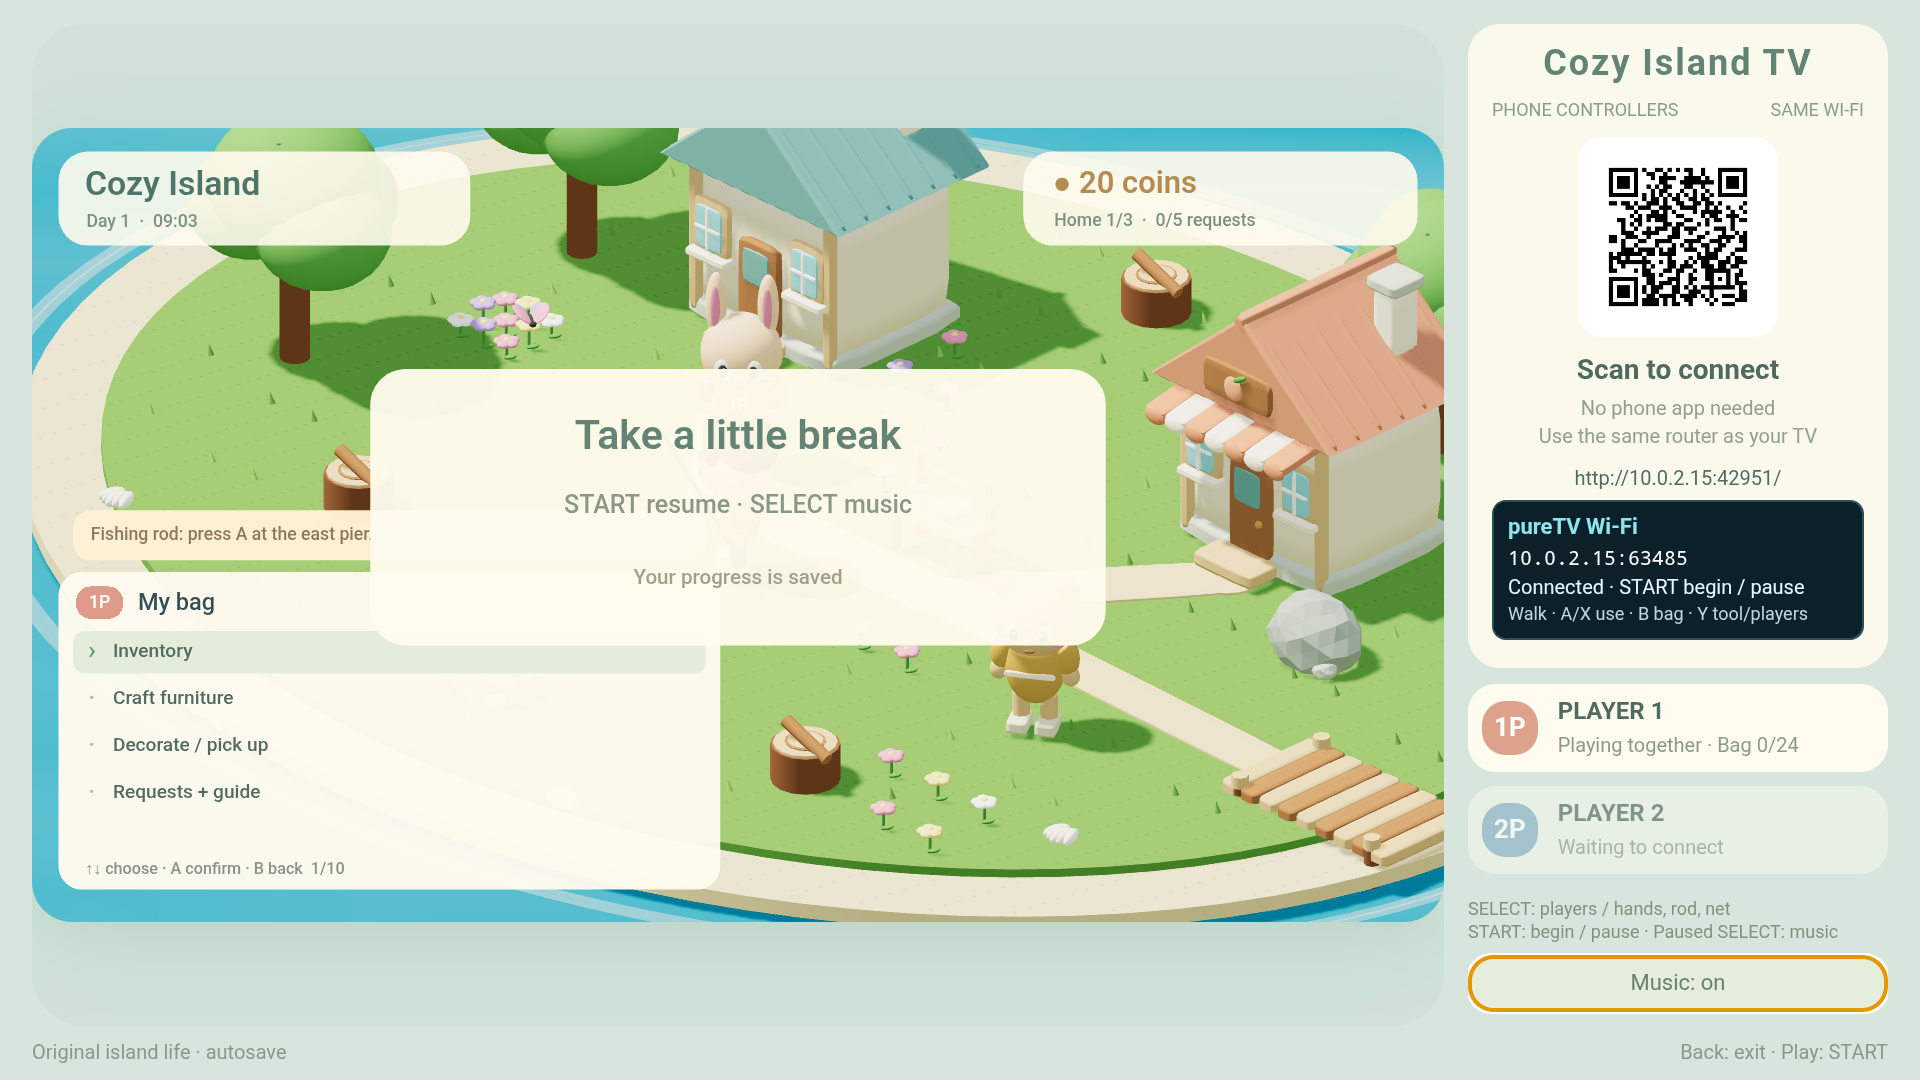 Cozy Island
Day 1 · 09:03
● 20 coins
Home 1/3 · 0/5 requests
Take a little break
START resume · SELECT music
Your progress is saved
Fishing rod: press A at the east pier.
1P My bag
› Inventory
· Craft furniture
· Decorate / pick up
· Requests + guide
↑↓ choose · A confirm · B back 1/10
Cozy Island TV
PHONE CONTROLLERS SAME WI-FI
Scan to connect
No phone app needed
Use the same router as your TV
http://10.0.2.15:42951/
pureTV Wi-Fi
10.0.2.15:63485
Connected · START begin / pause
Walk · A/X use · B bag · Y tool/players
1P PLAYER 1
Playing together · Bag 0/24
2P PLAYER 2
Waiting to connect
SELECT: players / hands, rod, net
START: begin / pause · Paused SELECT: music
Music: on
Original island life · autosave
Back: exit · Play: START